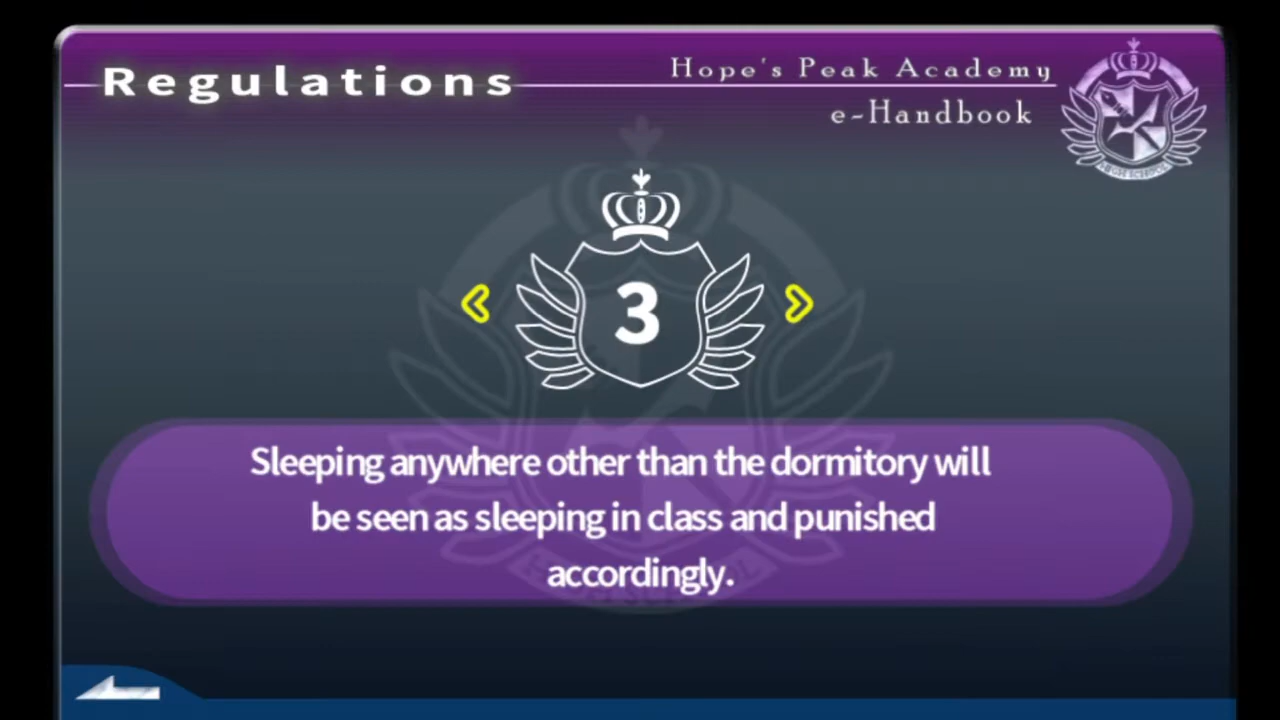 Regulations
Hope's Peak Academy
e-Handbook
3
Sleeping anywhere other than the dormitory will
be seen as sleeping in class and punished
accordingly.